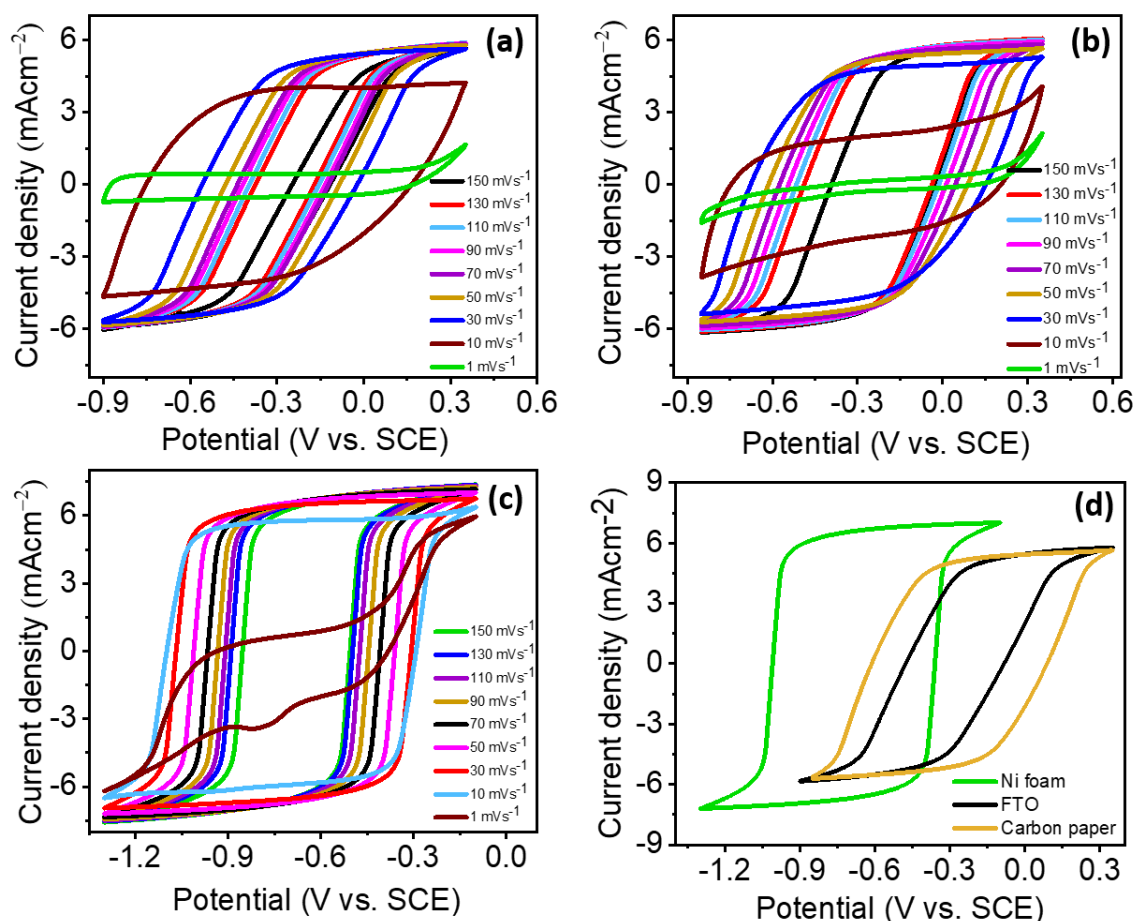 (a)
Current density (mAcm⁻²)
6
3
0
-3
-6
150 mVs⁻¹
130 mVs⁻¹
110 mVs⁻¹
90 mVs⁻¹
70 mVs⁻¹
50 mVs⁻¹
30 mVs⁻¹
10 mVs⁻¹
1 mVs⁻¹
-0.9 -0.6 -0.3 0.0 0.3 0.6
Potential (V vs. SCE)
(b)
Current density (mAcm⁻²)
6
3
0
-3
-6
150 mVs⁻¹
130 mVs⁻¹
110 mVs⁻¹
90 mVs⁻¹
70 mVs⁻¹
50 mVs⁻¹
30 mVs⁻¹
10 mVs⁻¹
1 mVs⁻¹
-0.9 -0.6 -0.3 0.0 0.3 0.6
Potential (V vs. SCE)
(c)
Current density (mAcm⁻²)
6
3
0
-3
-6
150 mVs⁻¹
130 mVs⁻¹
110 mVs⁻¹
90 mVs⁻¹
70 mVs⁻¹
50 mVs⁻¹
30 mVs⁻¹
10 mVs⁻¹
1 mVs⁻¹
-1.2 -0.9 -0.6 -0.3 0.0
Potential (V vs. SCE)
(d)
Current density (mAcm⁻²)
9
6
3
0
-3
-6
-9
Ni foam
FTO
Carbon paper
-1.2 -0.9 -0.6 -0.3 0.0 0.3
Potential (V vs. SCE)